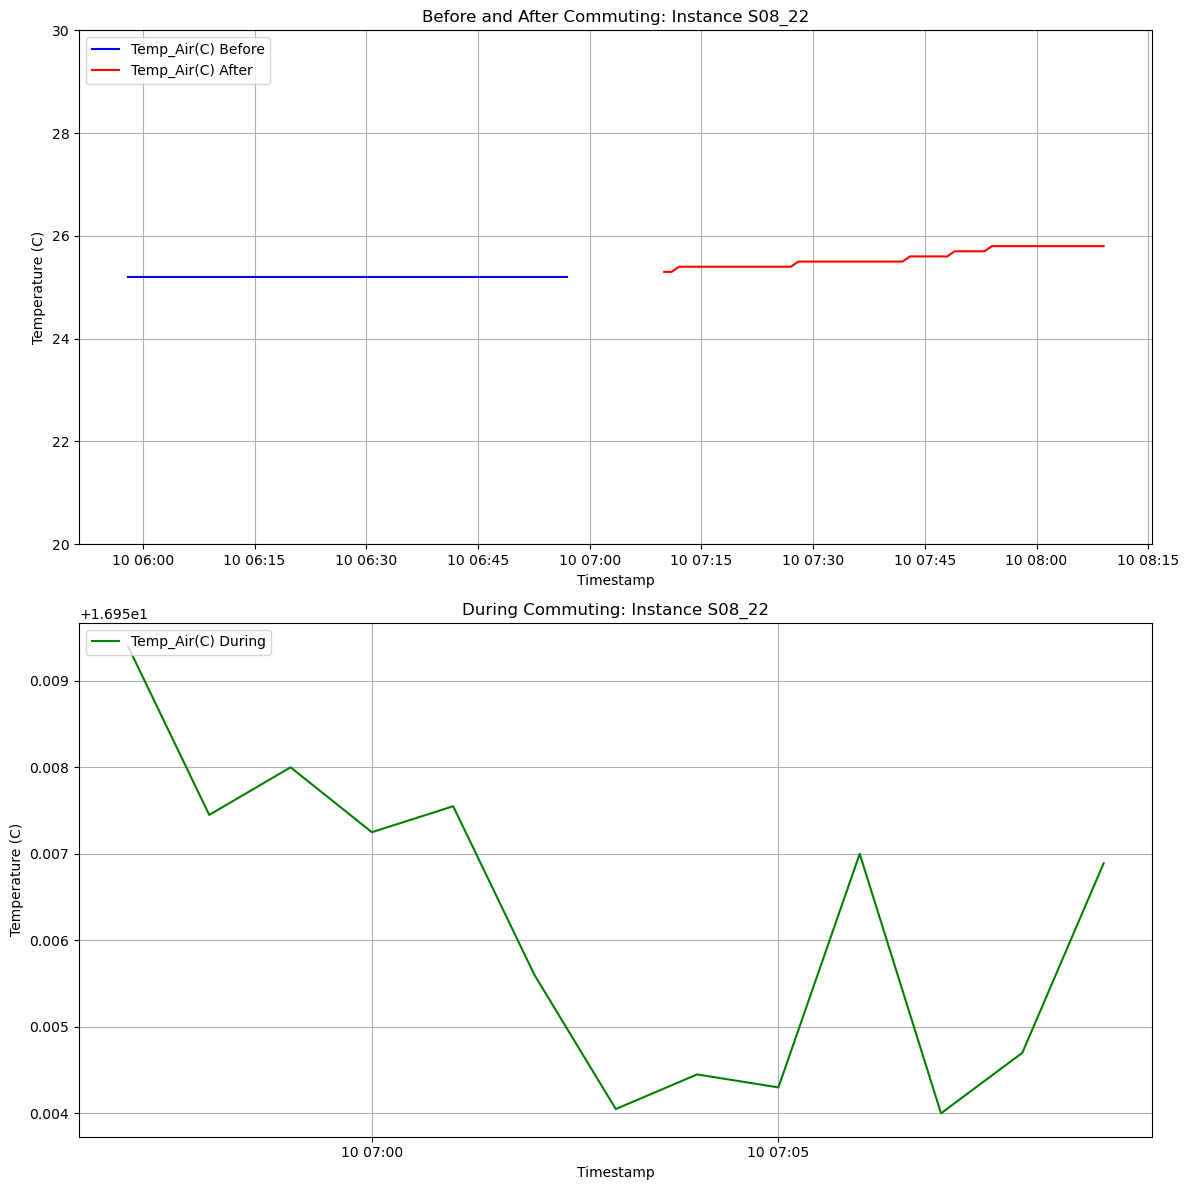 Before and After Commuting: Instance S08_22
Temp_Air(C) Before
Temp_Air(C) After
30
28
26
24
22
20
Temperature (C)
10 06:00 10 06:15 10 06:30 10 06:45 10 07:00 10 07:15 10 07:30 10 07:45 10 08:00 10 08:15
Timestamp
+1.695e1
During Commuting: Instance S08_22
Temp_Air(C) During
0.009
0.008
0.007
0.006
0.005
0.004
Temperature (C)
10 07:00 10 07:05
Timestamp